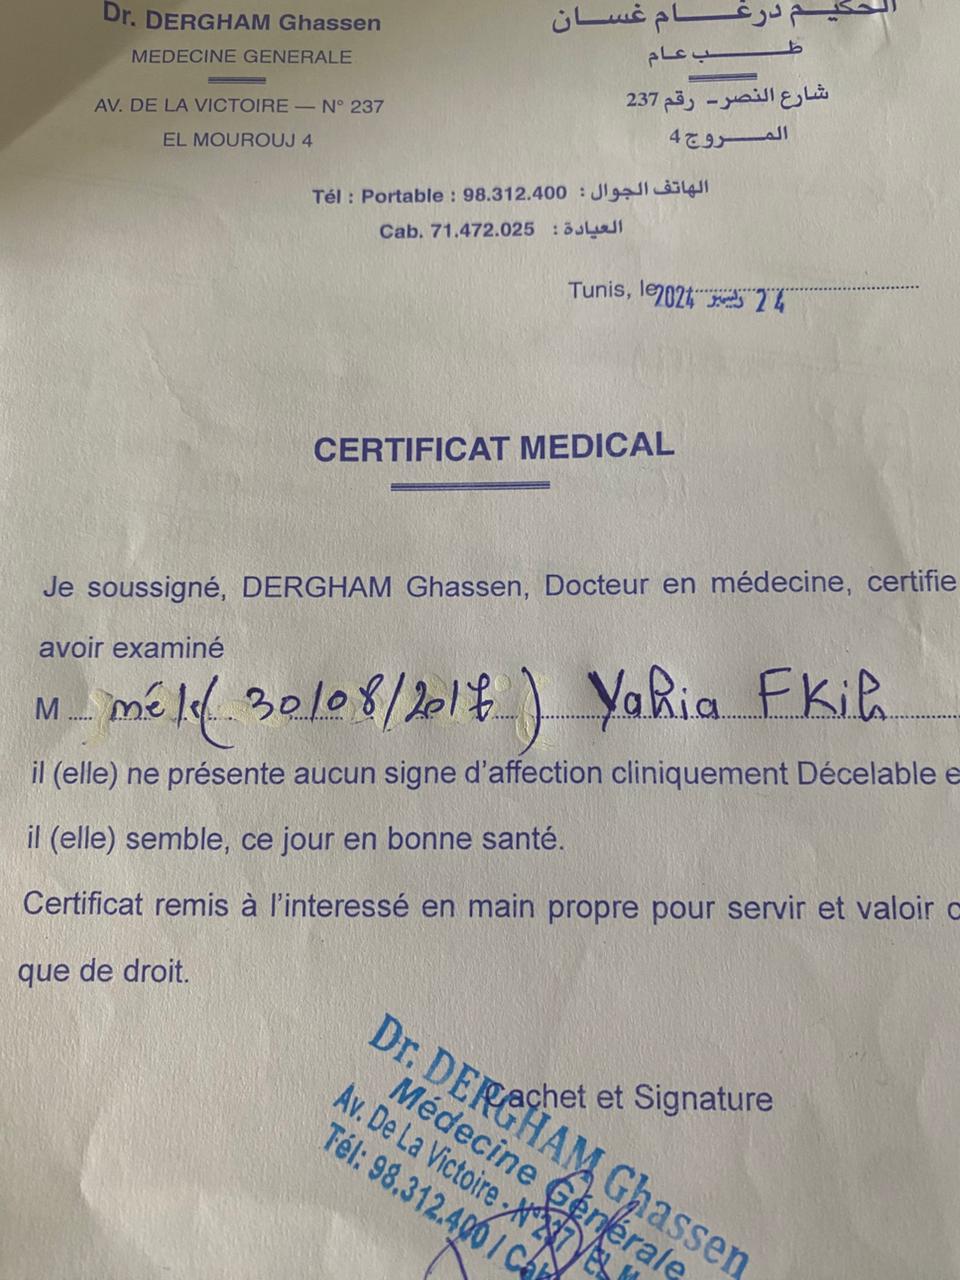 Dr. DERGHAM Ghassen
MEDECINE GENERALE
AV. DE LA VICTOIRE — N° 237
EL MOUROUJ 4
الحكيم درغام غسان
طب عام
شارع النصر - رقم 237
المروج 4
Tél : Portable : 98.312.400 : الهاتف الجوال
Cab. 71.472.025 : العيادة
Tunis, le 24 ديسمبر 2024
CERTIFICAT MEDICAL
Je soussigné, DERGHAM Ghassen, Docteur en médecine, certifie
avoir examiné
M (30/08/2017) Yahia FKih
il (elle) ne présente aucun signe d'affection cliniquement Décelable e
il (elle) semble, ce jour en bonne santé.
Certificat remis à l'interessé en main propre pour servir et valoir c
que de droit.
Cachet et Signature
Dr. DERGHAM Ghassen
Médecine Générale
Av. De La Victoire - N°237 EL M
Tél: 98.312.400 / Cab